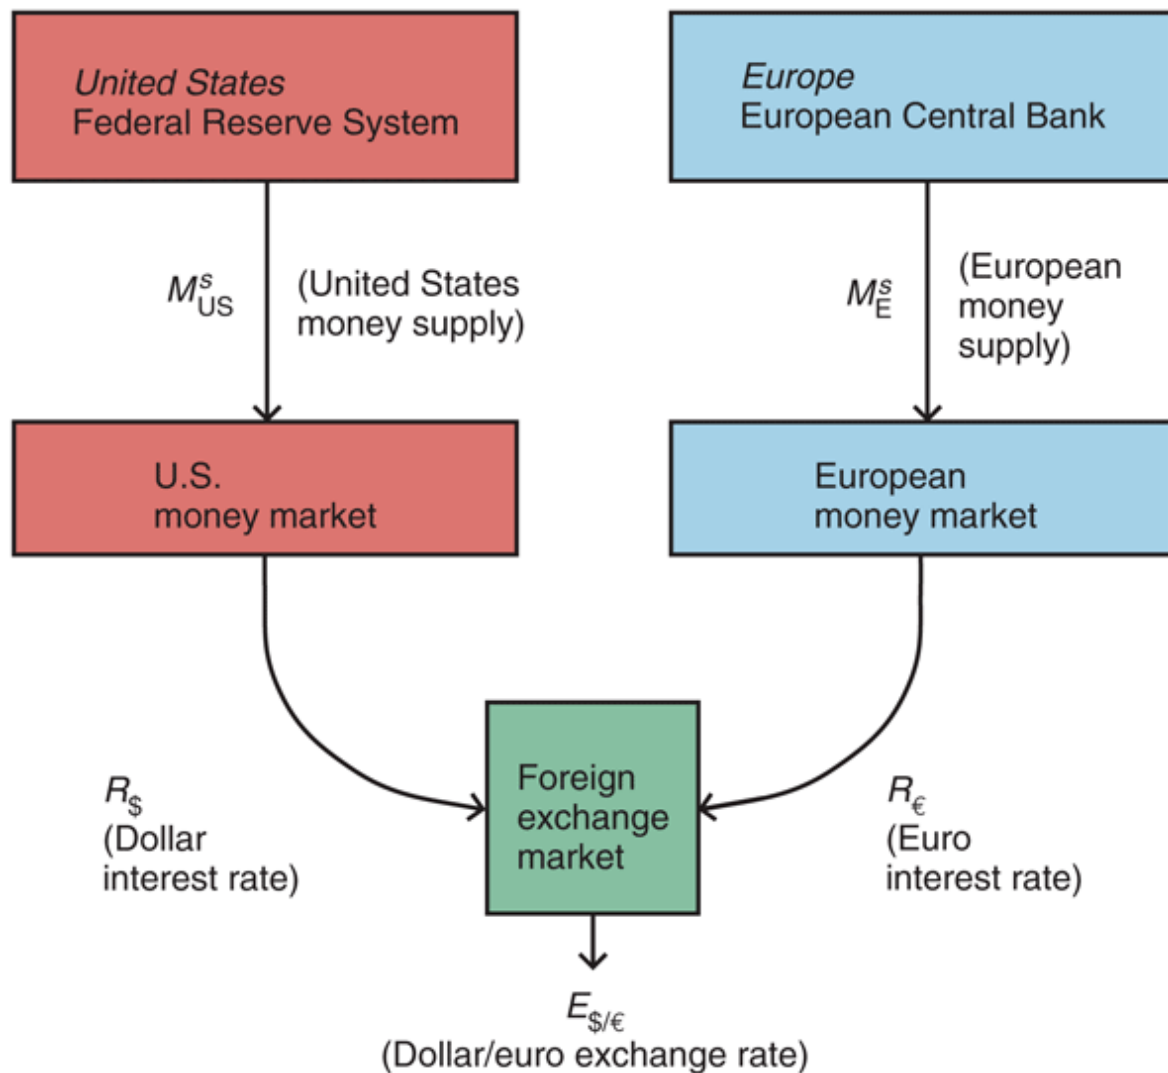 United States
Federal Reserve System
Europe
European Central Bank
M^s_US
(United States
money supply)
M^s_E
(European
money
supply)
U.S.
money market
European
money market
R_$
(Dollar
interest rate)
Foreign
exchange
market
R_€
(Euro
interest rate)
E_$/€
(Dollar/euro exchange rate)